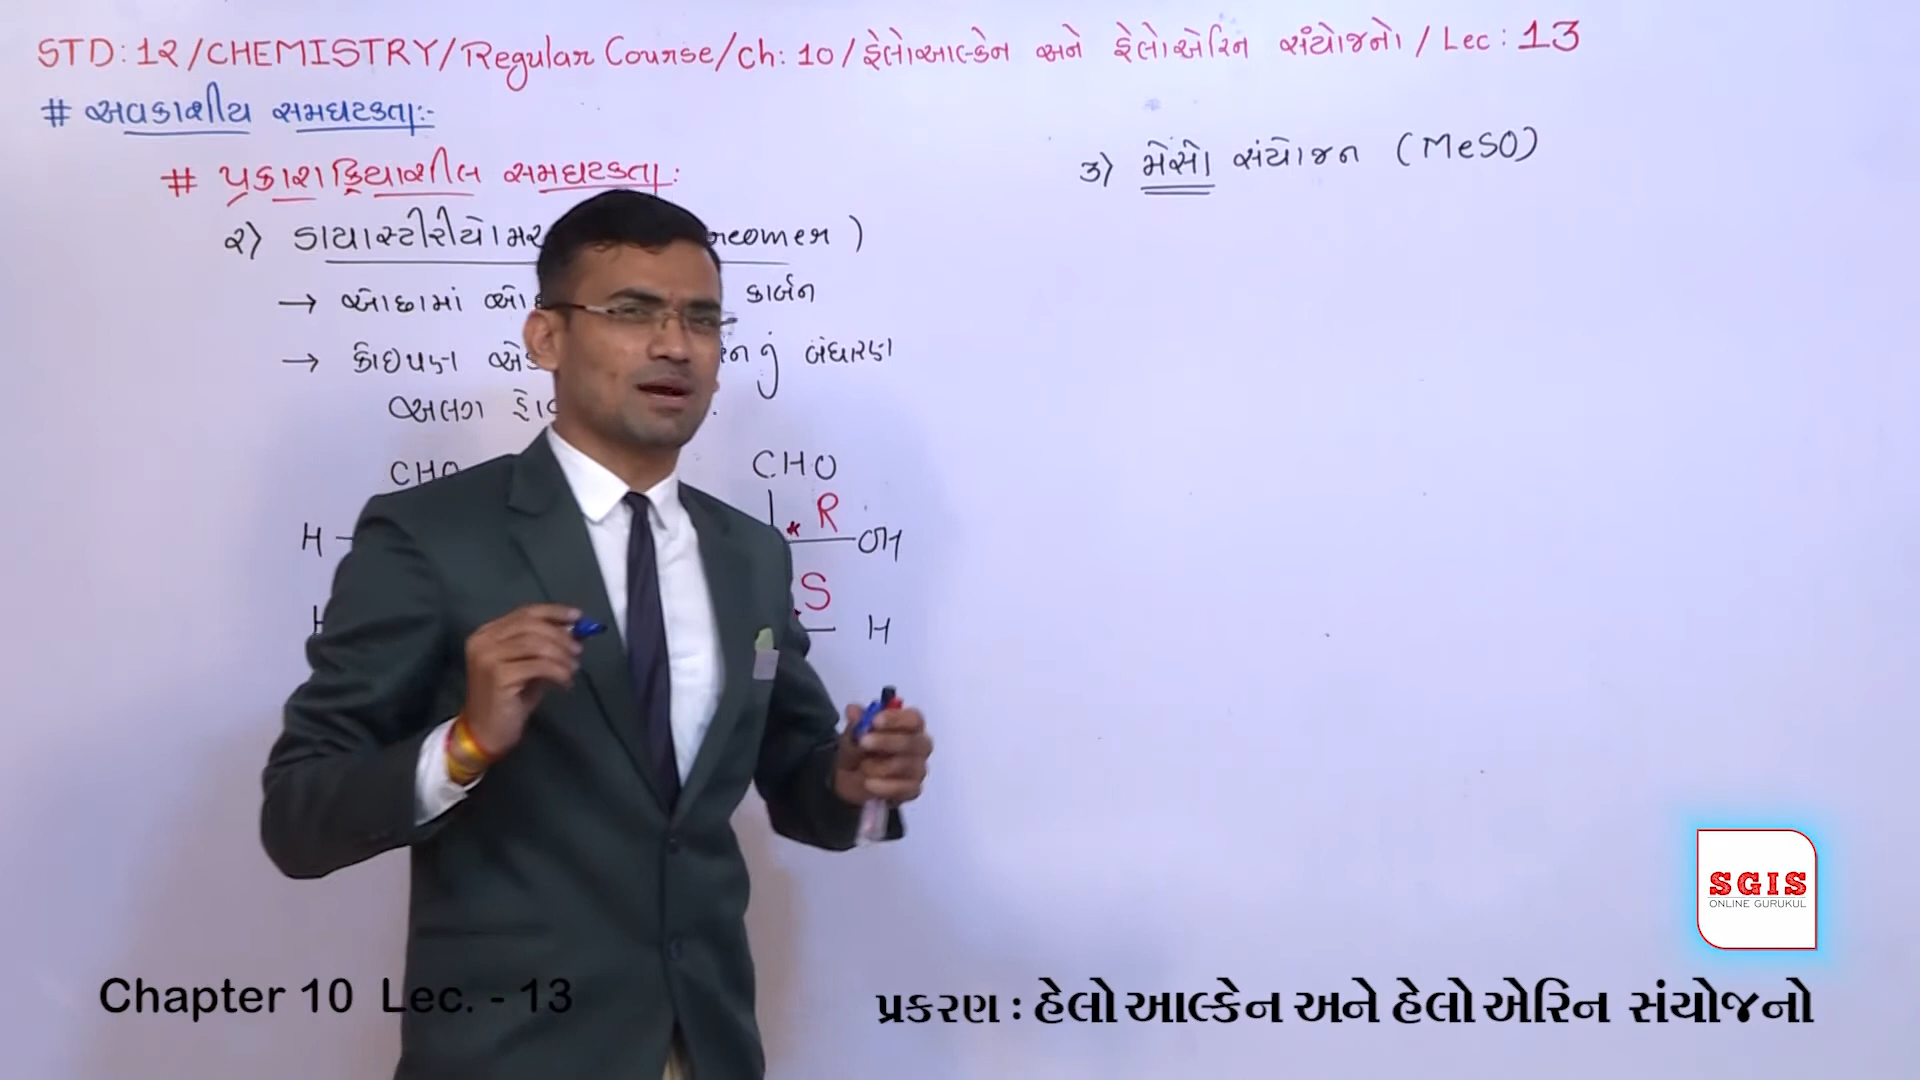 STD: 12/CHEMISTRY/Regular Course/Ch: 10/હેલોઆલ્કેન અને હેલોએરિન સંયોજનો / Lec: 13
# અવકાશીય સમઘટકતા:-
# પ્રકાશક્રિયાશીલ સમઘટકતા:
૨) ડાયાસ્ટીરીયોમર )
→ ઓછામાં કાર્બન
→ કોઇપણ બંધારણ
અલગ
CHO CHO
R
H OH
S
H H
૩) મેસો સંયોજન (MeSO)
SGIS
ONLINE GURUKUL
Chapter 10 Lec. - 13
પ્રકરણ : હેલોઆલ્કેન અને હેલોએરિન સંયોજનો